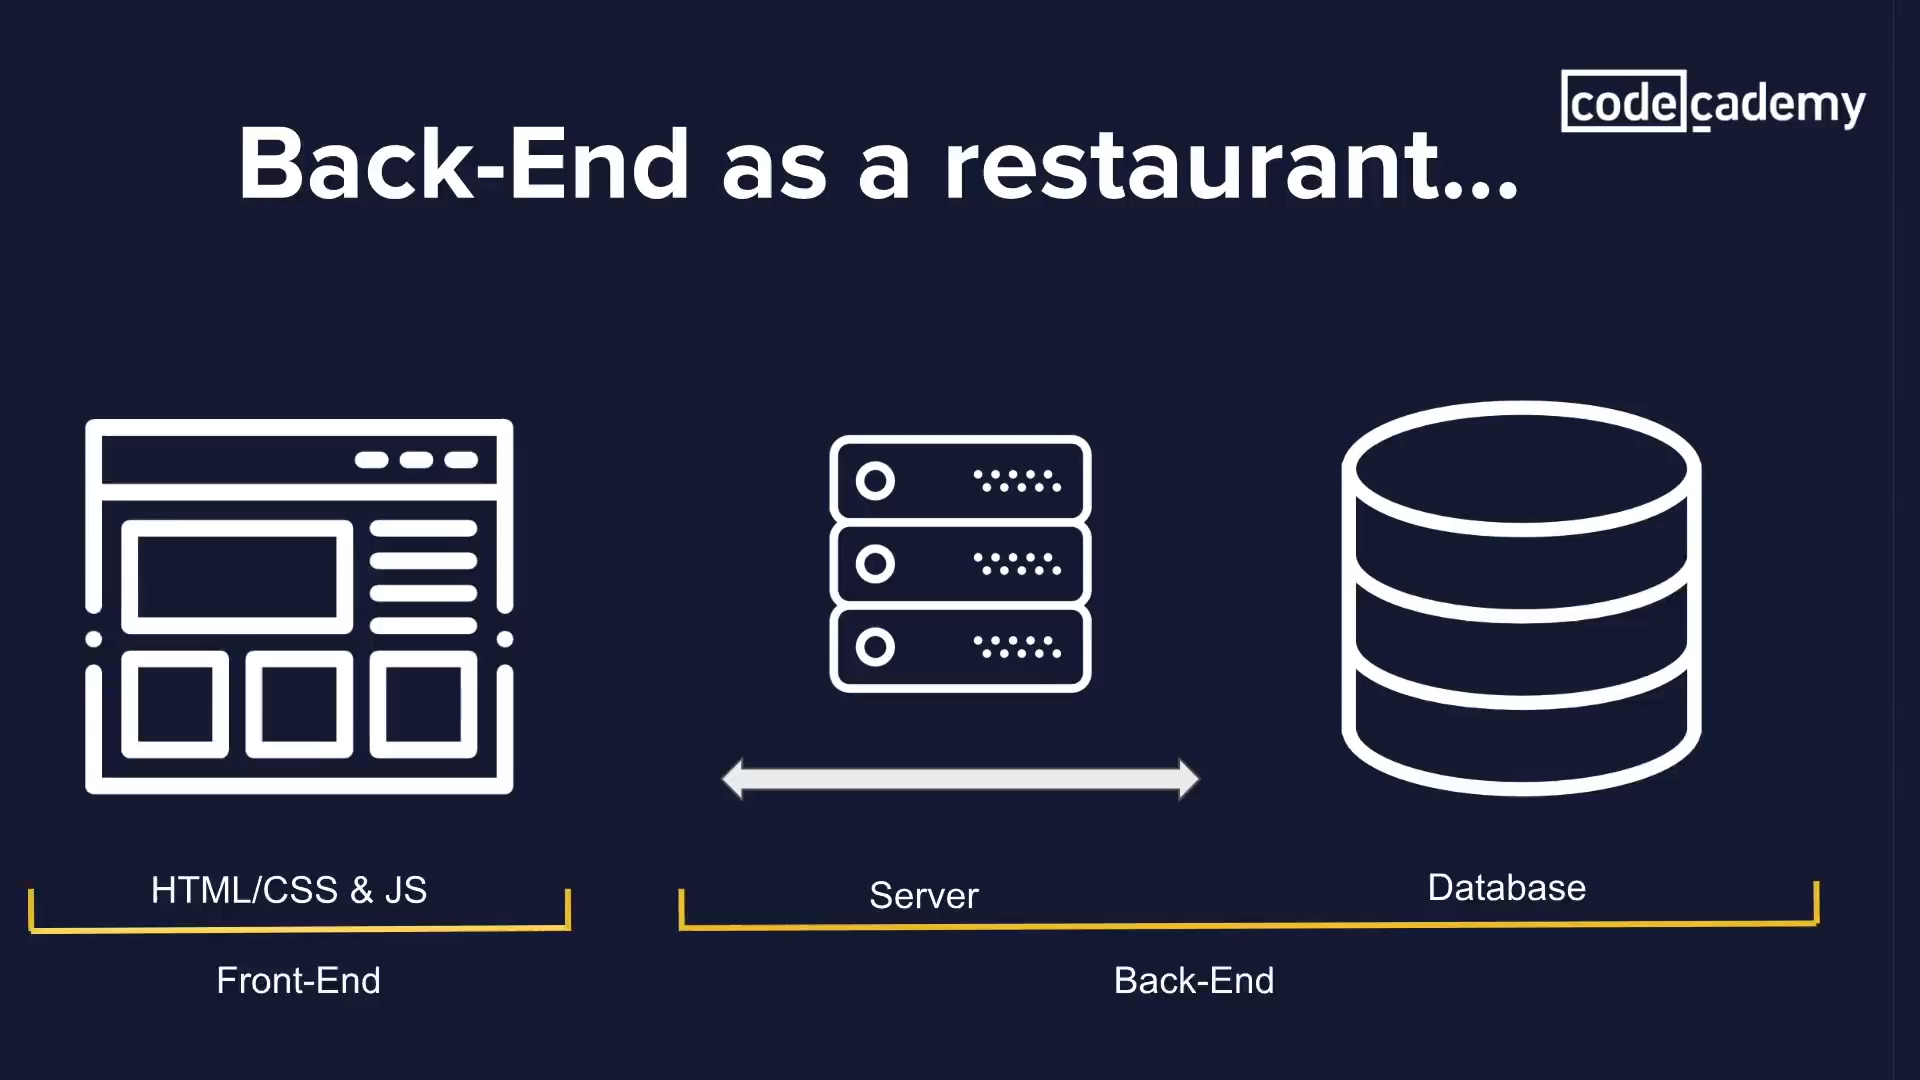 codecademy
Back-End as a restaurant...
HTML/CSS & JS
Server
Database
Front-End
Back-End